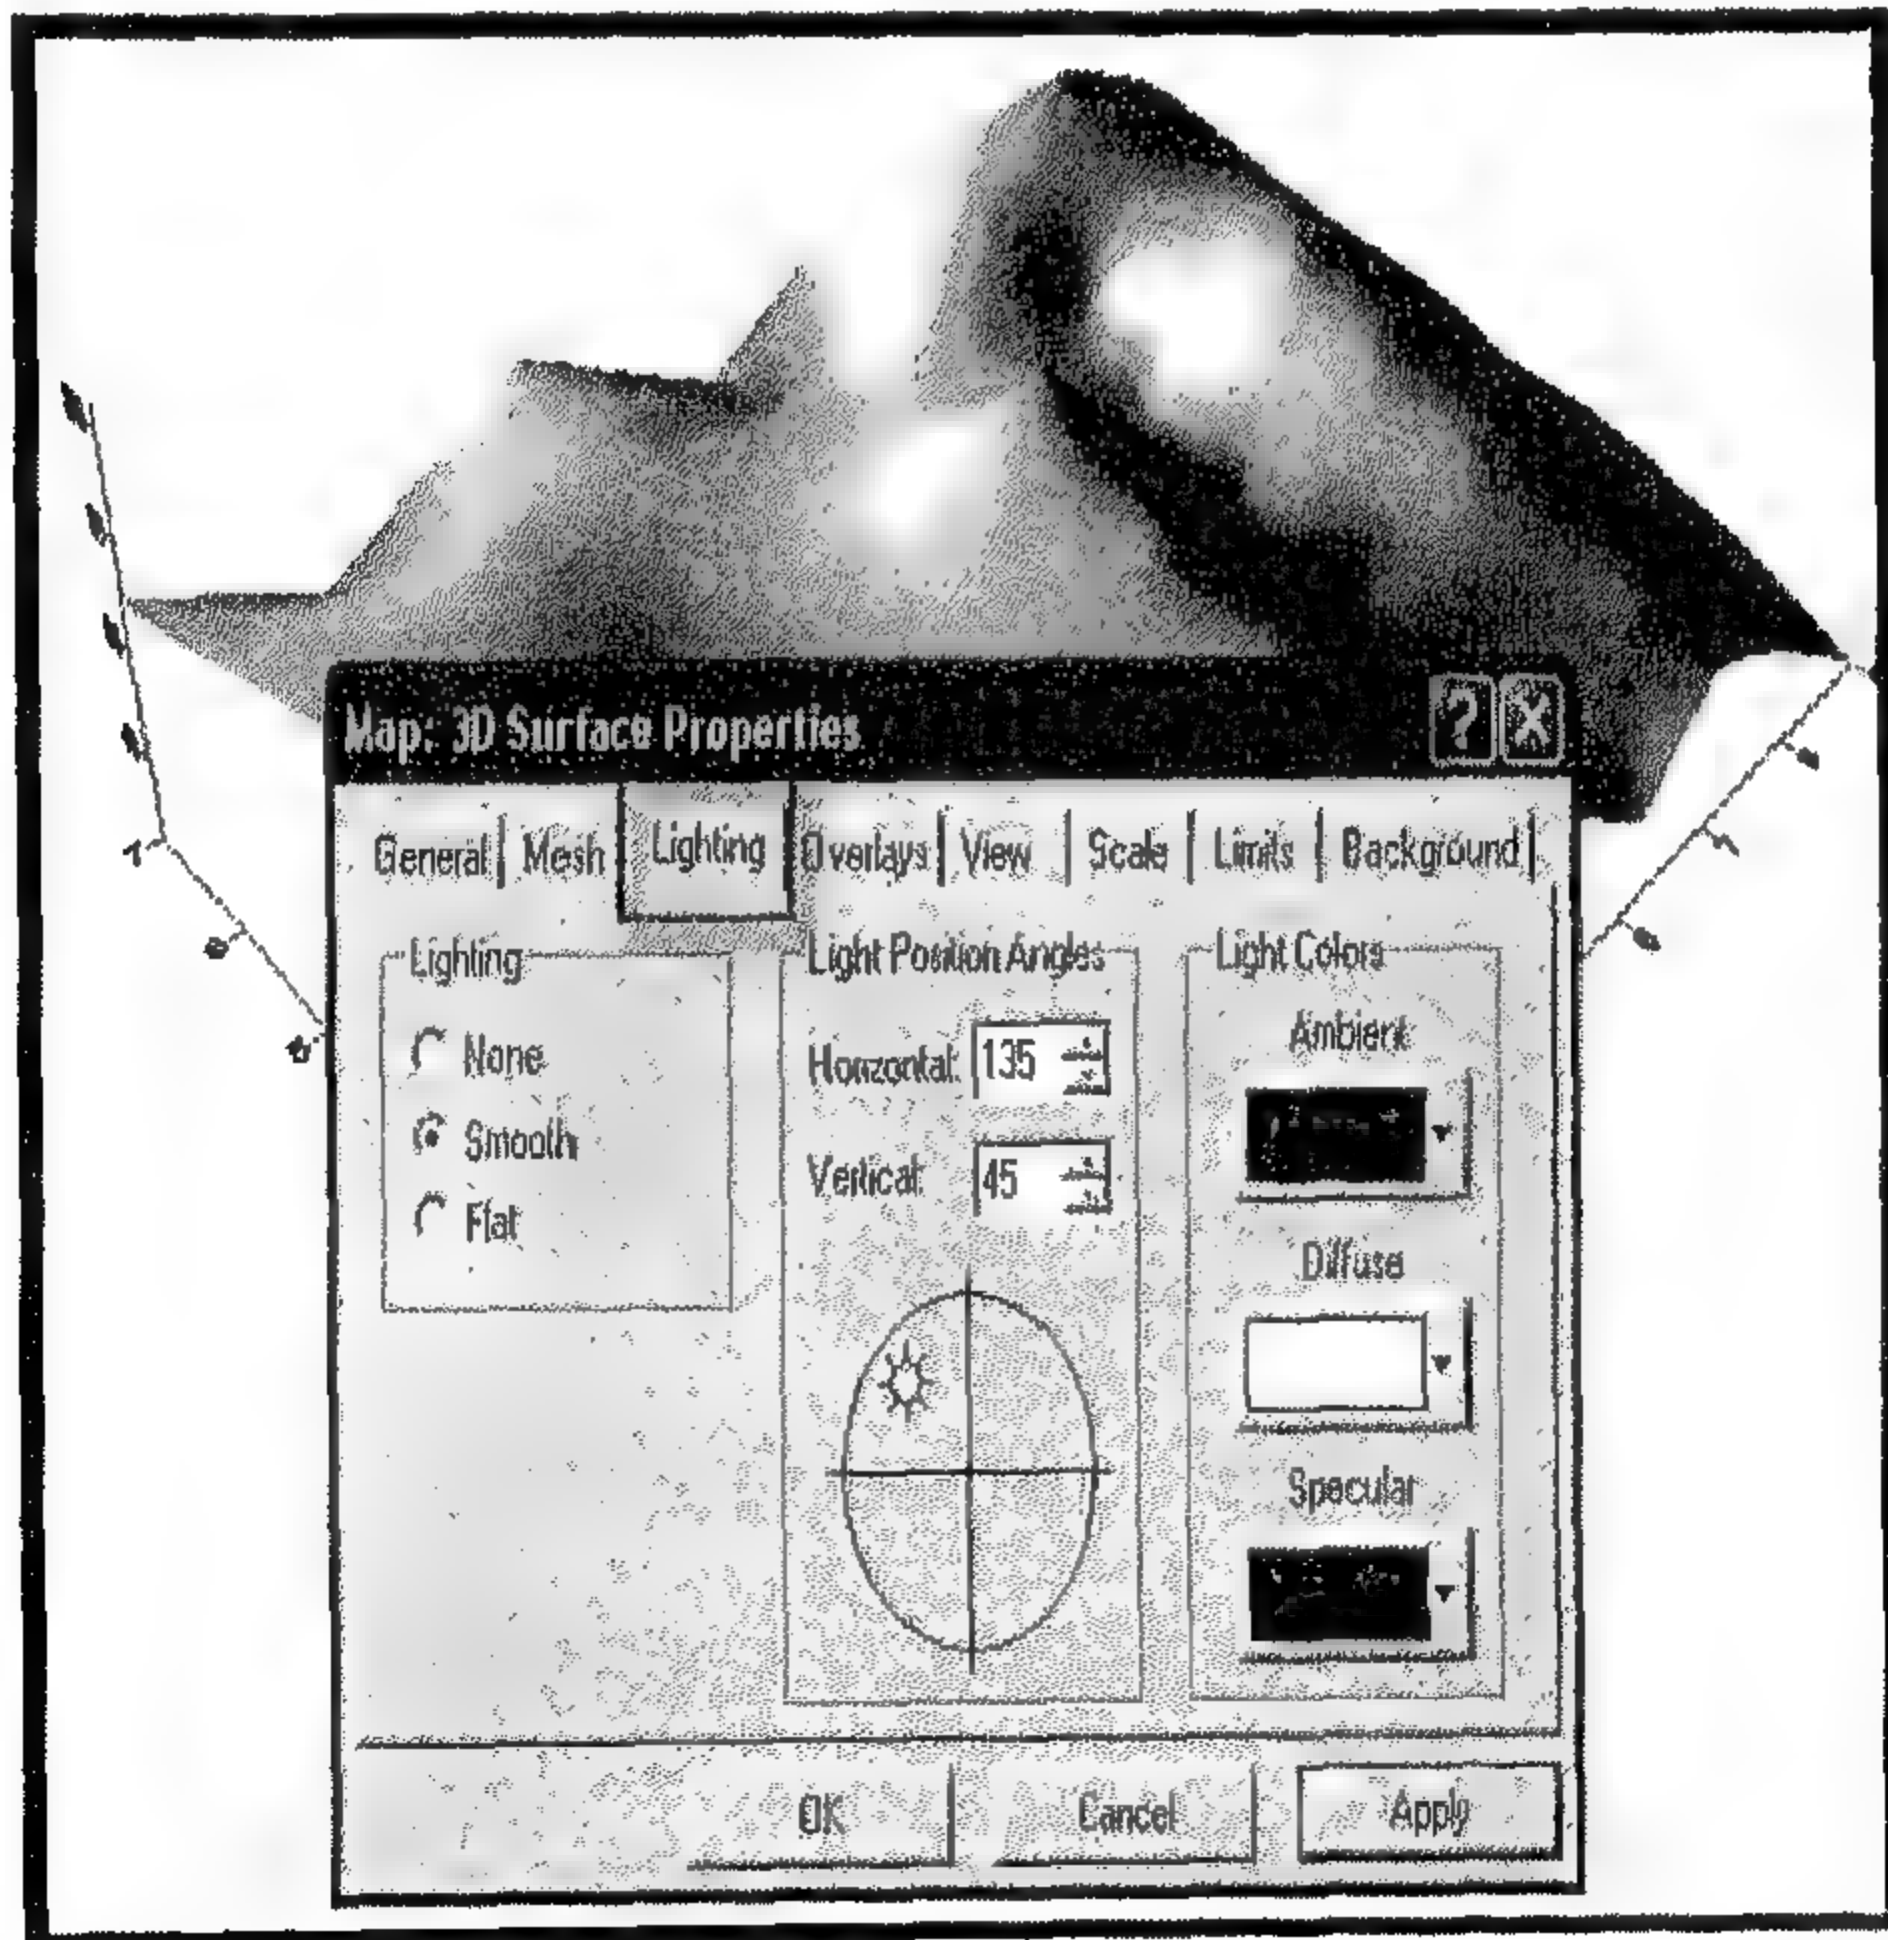 Map: 3D Surface Properties
General Mesh Lighting Overlays View Scale Limits Background
Lighting
None
Smooth
Flat
Light Position Angles
Horizontal: 135
Vertical: 45
Light Colors
Ambient
Diffuse
Specular
OK Cancel Apply